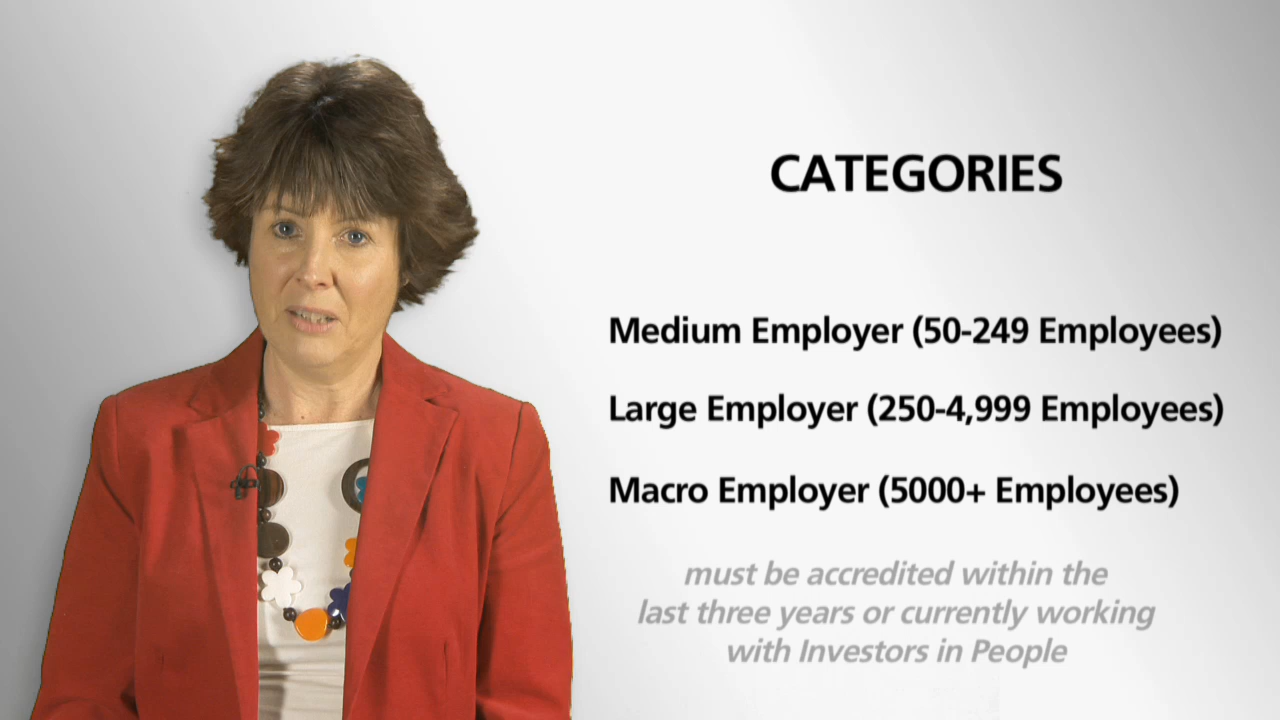 CATEGORIES
Medium Employer (50-249 Employees)
Large Employer (250-4,999 Employees)
Macro Employer (5000+ Employees)
must be accredited within the
last three years or currently working
with Investors in People